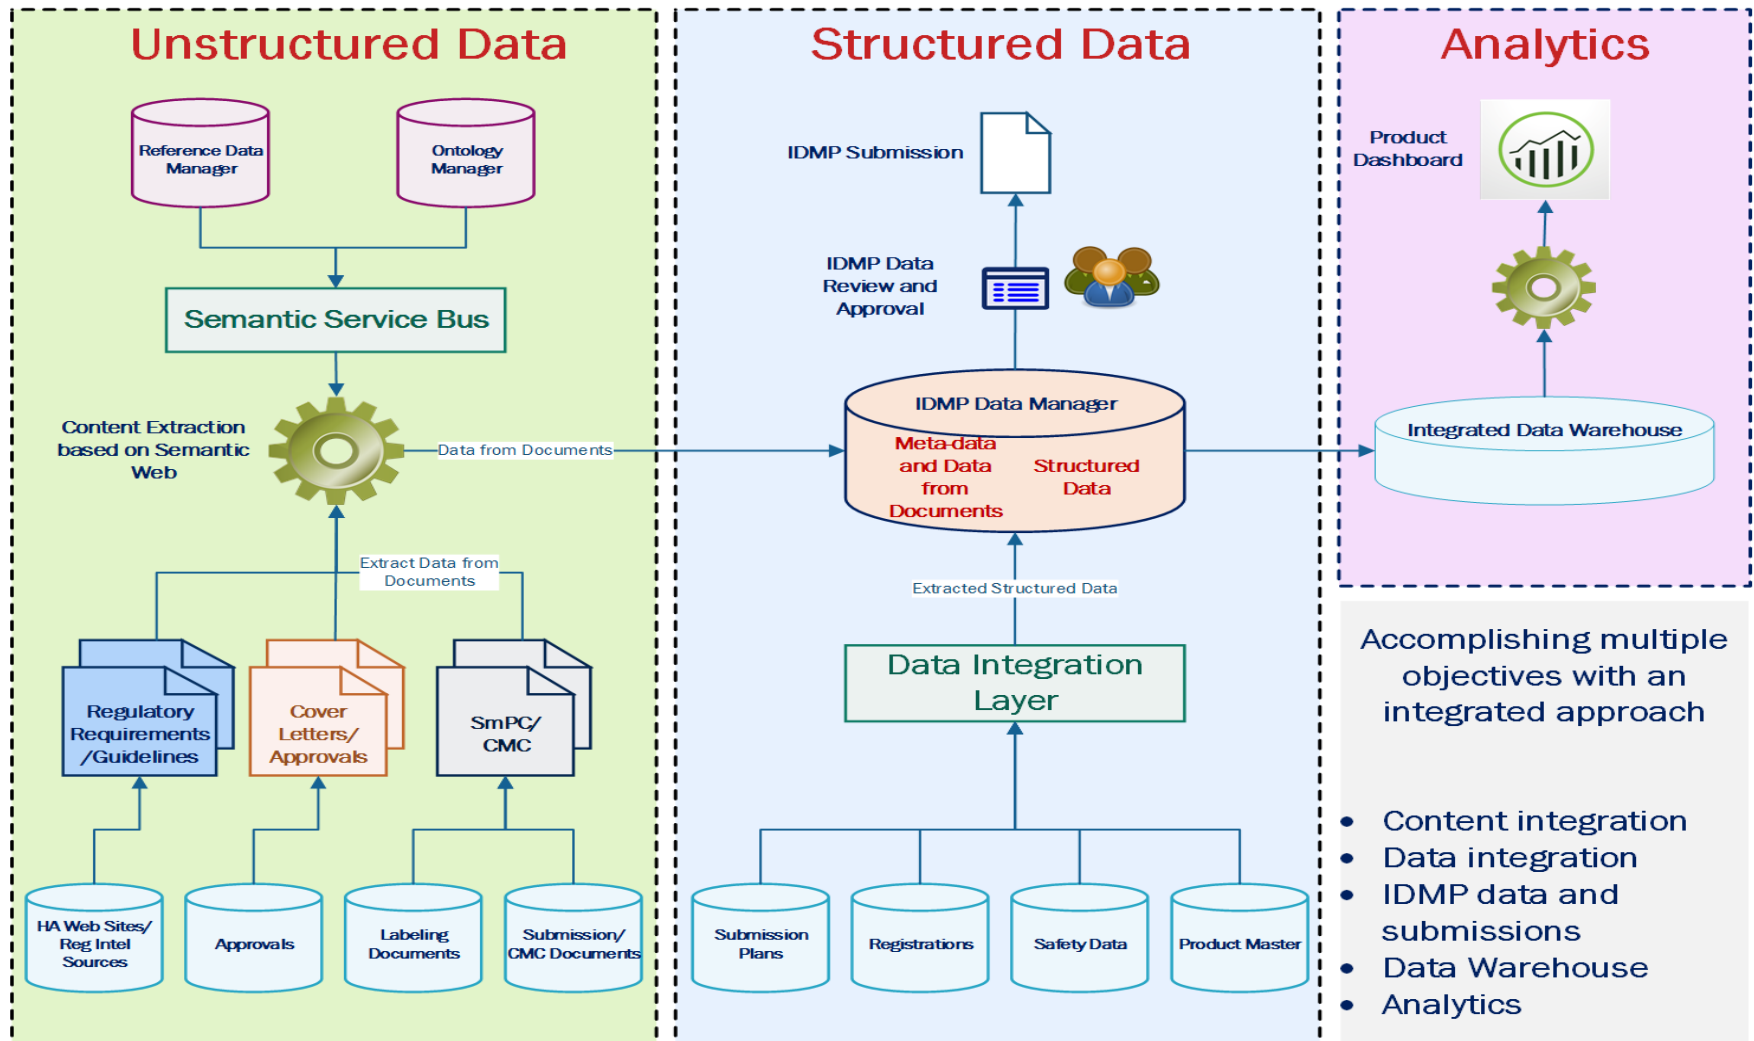 Unstructured Data
Reference Data
Manager
Ontology
Manager
Semantic Service Bus
Content Extraction
based on Semantic
Web
Data from Documents
Extract Data from
Documents
Regulatory
Requirements
/Guidelines
Cover
Letters/
Approvals
SmPC/
CMC
HA Web Sites/
Reg Intel
Sources
Approvals
Labeling
Documents
Submission/
CMC Documents
Structured Data
IDMP Submission
IDMP Data
Review and
Approval
IDMP Data Manager
Meta-data
and Data
from
Documents
Structured
Data
Extracted Structured Data
Data Integration
Layer
Submission
Plans
Registrations
Safety Data
Product Master
Analytics
Product
Dashboard
Integrated Data Warehouse
Accomplishing multiple
objectives with an
integrated approach
• Content integration
• Data integration
• IDMP data and
submissions
• Data Warehouse
• Analytics